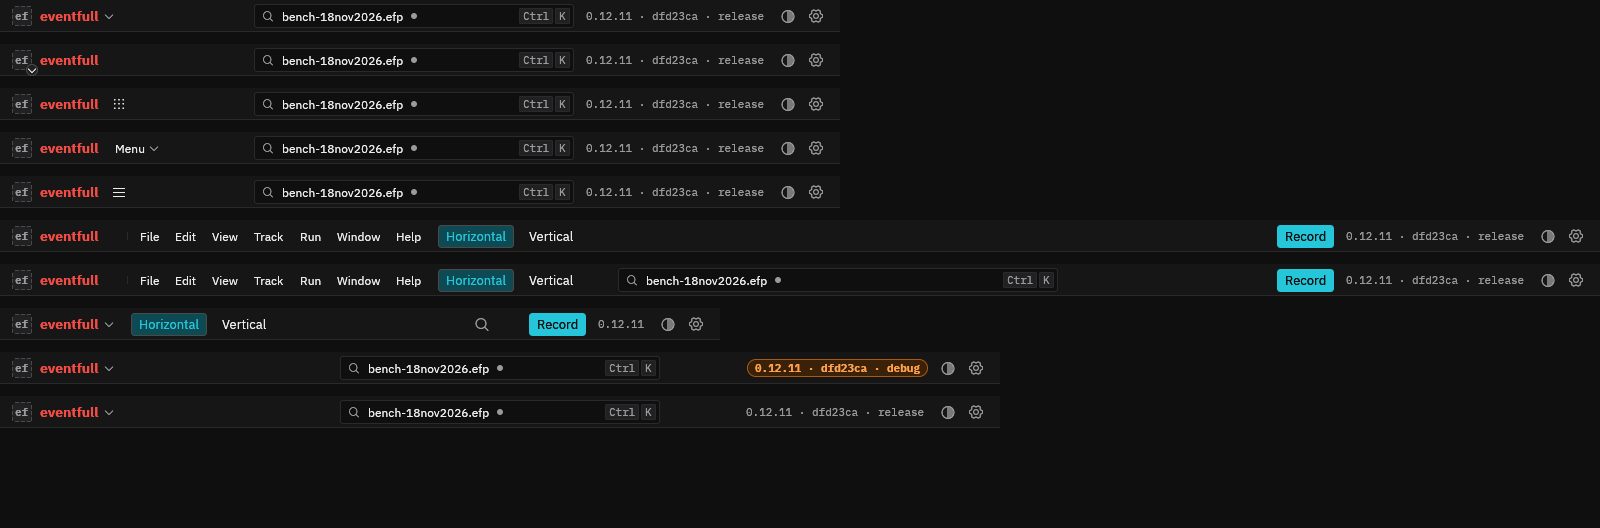 ef eventfull bench-18nov2026.efp Ctrl K 0.12.11 · dfd23ca · release
ef eventfull bench-18nov2026.efp Ctrl K 0.12.11 · dfd23ca · release
ef eventfull bench-18nov2026.efp Ctrl K 0.12.11 · dfd23ca · release
ef eventfull Menu bench-18nov2026.efp Ctrl K 0.12.11 · dfd23ca · release
ef eventfull bench-18nov2026.efp Ctrl K 0.12.11 · dfd23ca · release
ef eventfull File Edit View Track Run Window Help Horizontal Vertical Record 0.12.11 · dfd23ca · release
ef eventfull File Edit View Track Run Window Help Horizontal Vertical bench-18nov2026.efp Ctrl K Record 0.12.11 · dfd23ca · release
ef eventfull Horizontal Vertical Record 0.12.11
ef eventfull bench-18nov2026.efp Ctrl K 0.12.11 · dfd23ca · debug
ef eventfull bench-18nov2026.efp Ctrl K 0.12.11 · dfd23ca · release